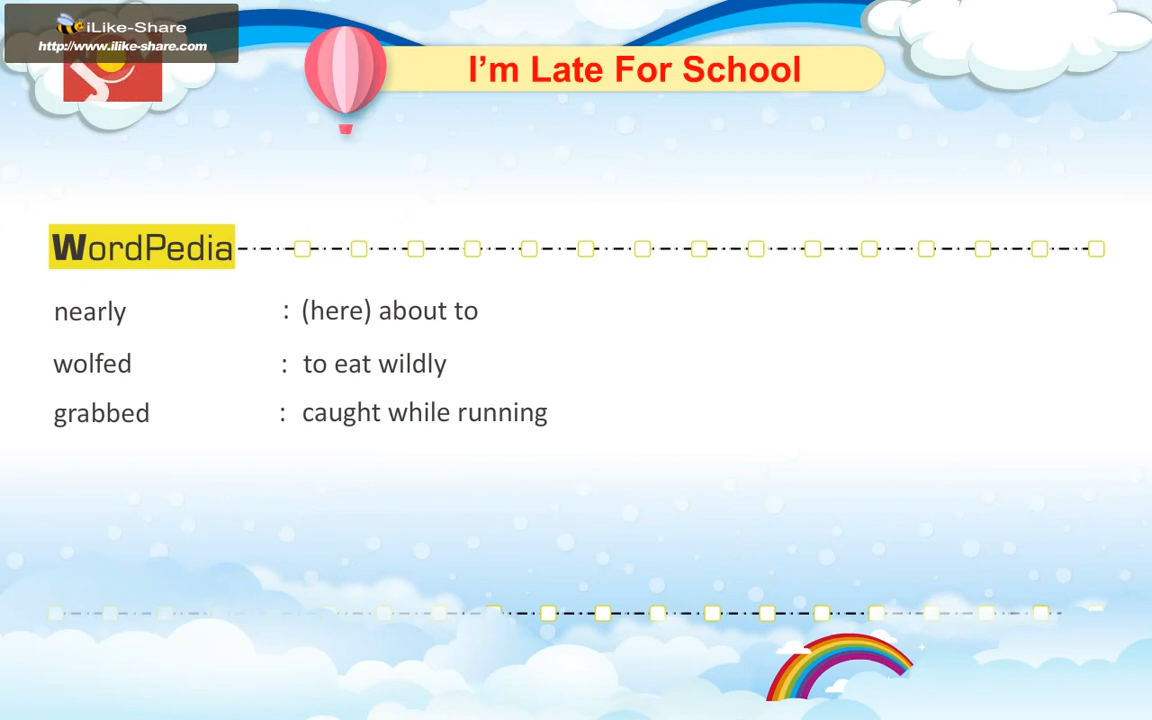 iLike-Share
http://www.ilike-share.com
I’m Late For School
WordPedia
nearly : (here) about to
wolfed : to eat wildly
grabbed : caught while running